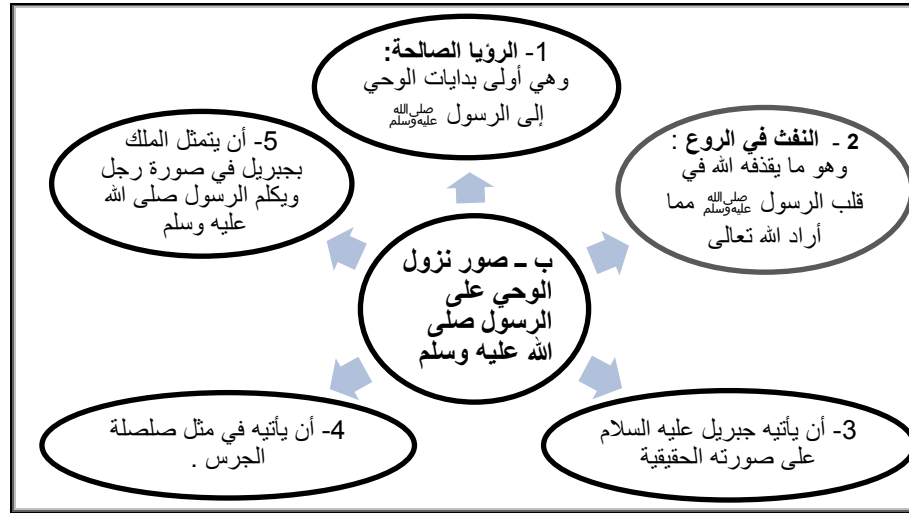 1- الرؤيا الصالحة:
وهي أولى بدايات الوحي
إلى الرسول ﷺ
2 - النفث في الروع :
وهو ما يقذفه الله في
قلب الرسول ﷺ مما
أراد الله تعالى
5- أن يتمثل الملك
بجبريل في صورة رجل
ويكلم الرسول صلى الله
عليه وسلم
ب – صور نزول
الوحي على
الرسول صلى
الله عليه وسلم
3- أن يأتيه جبريل عليه السلام
على صورته الحقيقية
4- أن يأتيه في مثل صلصلة
الجرس .